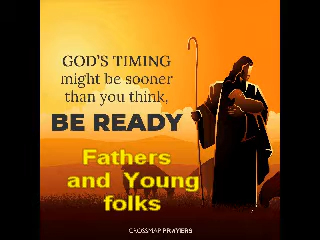 GOD'S TIMING
might be sooner
than you think,
BE READY
Fathers
and Young
folks
CROSSMAP PRAYERS